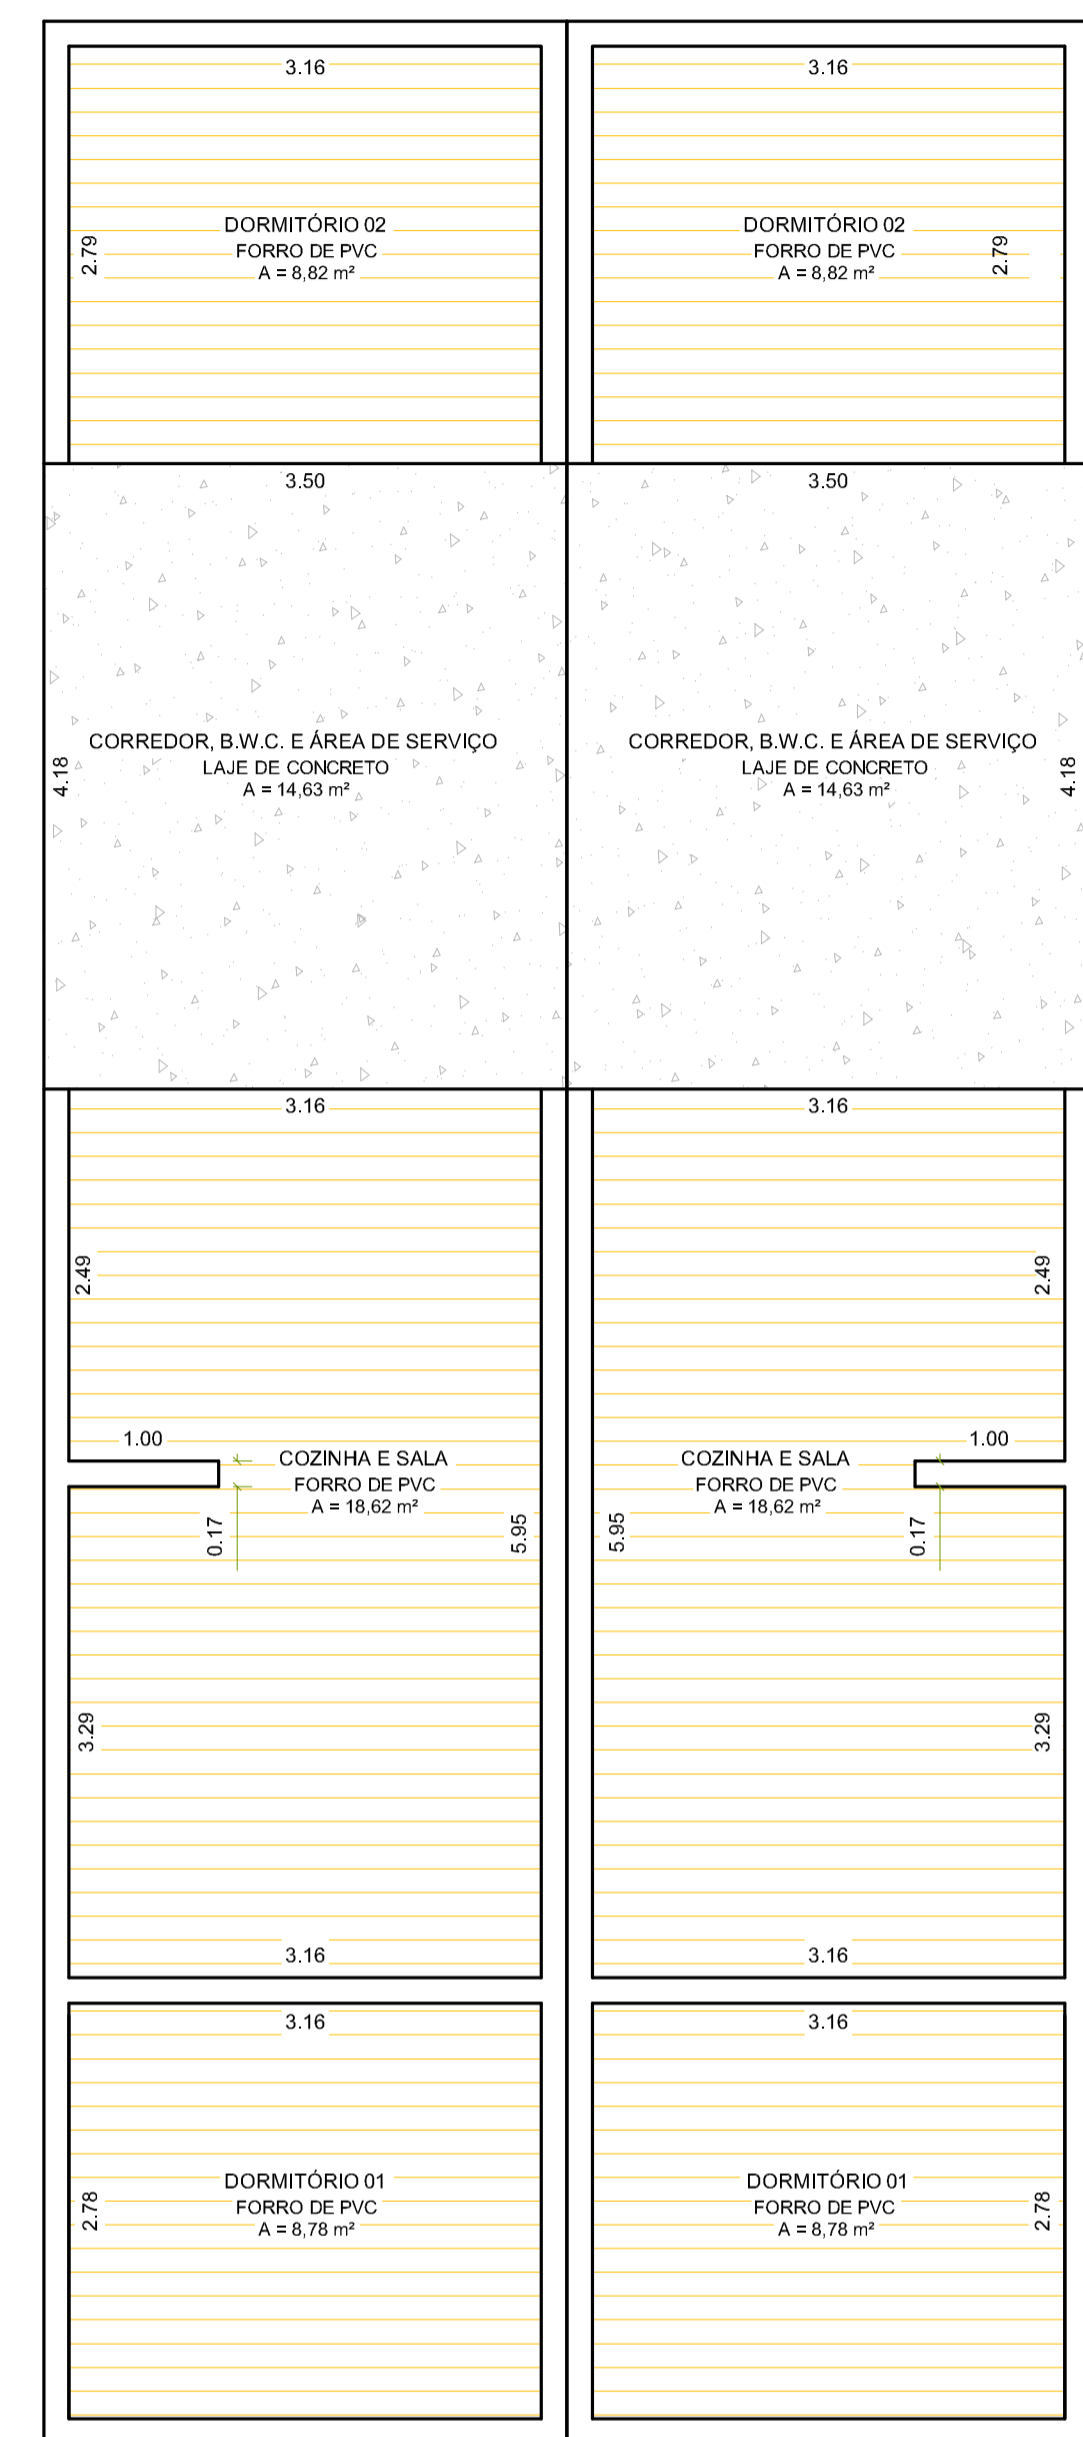 3.16
3.16
DORMITÓRIO 02
FORRO DE PVC
A = 8,82 m²
2.79
DORMITÓRIO 02
FORRO DE PVC
A = 8,82 m²
2.79
3.50
3.50
CORREDOR, B.W.C. E ÁREA DE SERVIÇO
LAJE DE CONCRETO
A = 14,63 m²
4.18
CORREDOR, B.W.C. E ÁREA DE SERVIÇO
LAJE DE CONCRETO
A = 14,63 m²
4.18
3.16
3.16
2.49
2.49
1.00
COZINHA E SALA
FORRO DE PVC
A = 18,62 m²
0.17
5.95
COZINHA E SALA
FORRO DE PVC
A = 18,62 m²
1.00
5.95
0.17
3.29
3.29
3.16
3.16
3.16
3.16
DORMITÓRIO 01
FORRO DE PVC
A = 8,78 m²
2.78
DORMITÓRIO 01
FORRO DE PVC
A = 8,78 m²
2.78